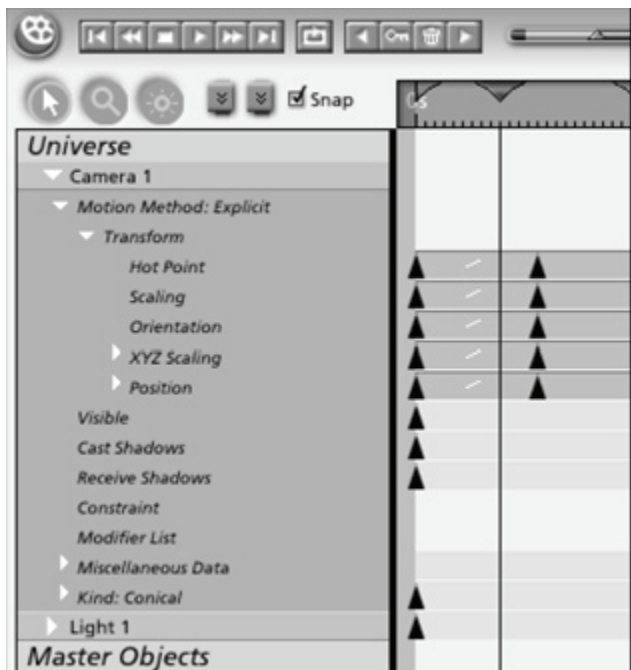 Snap
0s
Universe
Camera 1
Motion Method: Explicit
Transform
Hot Point
Scaling
Orientation
XYZ Scaling
Position
Visible
Cast Shadows
Receive Shadows
Constraint
Modifier List
Miscellaneous Data
Kind: Conical
Light 1
Master Objects